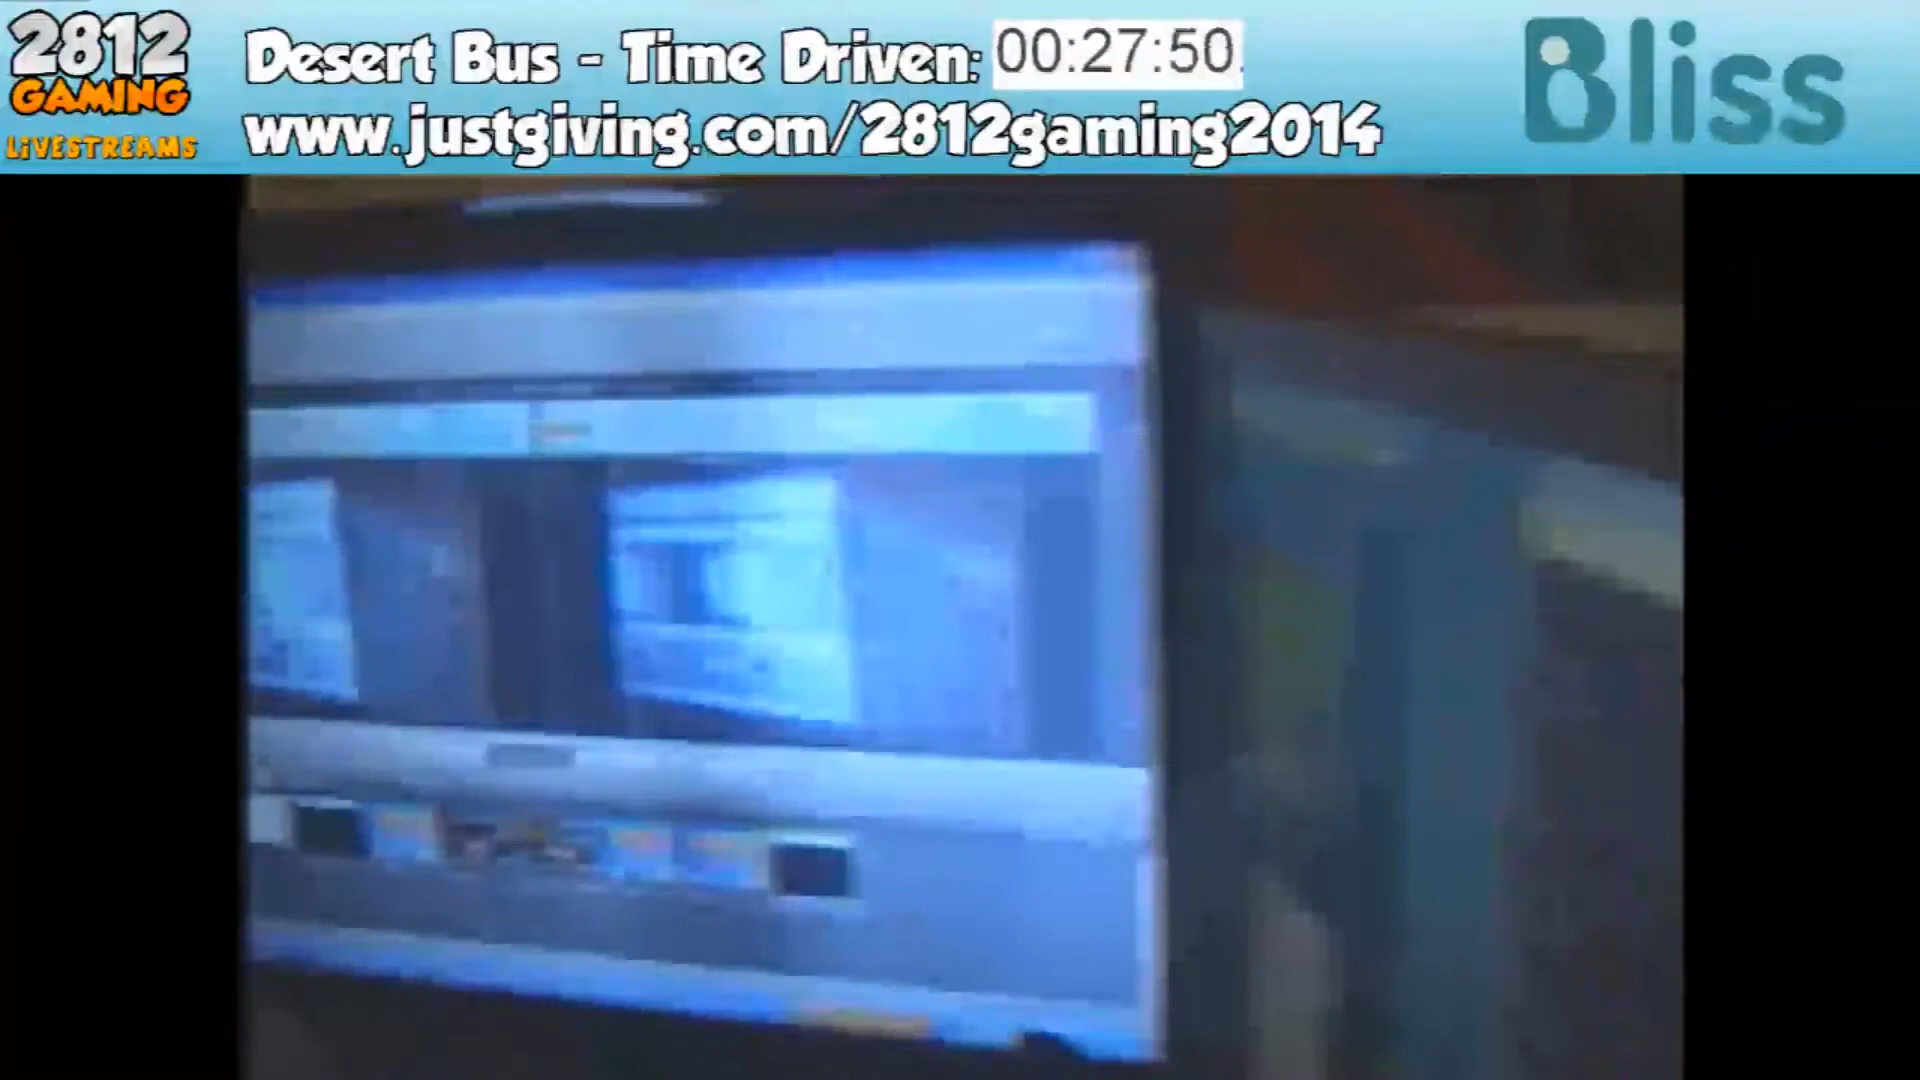 2812
GAMING
LIVESTREAMS
Desert Bus - Time Driven: 00:27:50
www.justgiving.com/2812gaming2014
Bliss